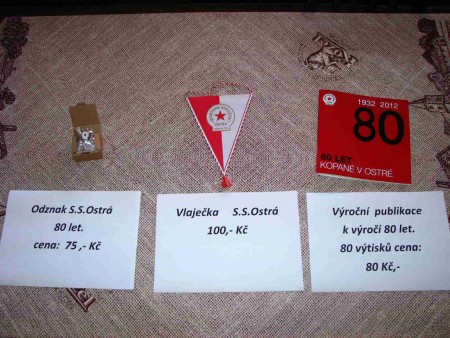 1932 2012
80
80 LET
KOPANÉ V OSTRÉ
Odznak S.S.Ostrá
80 let.
cena: 75 ,- Kč
Vlaječka S.S.Ostrá
100,- Kč
Výroční publikace
k výročí 80 let.
80 výtisků cena:
80 Kč,-